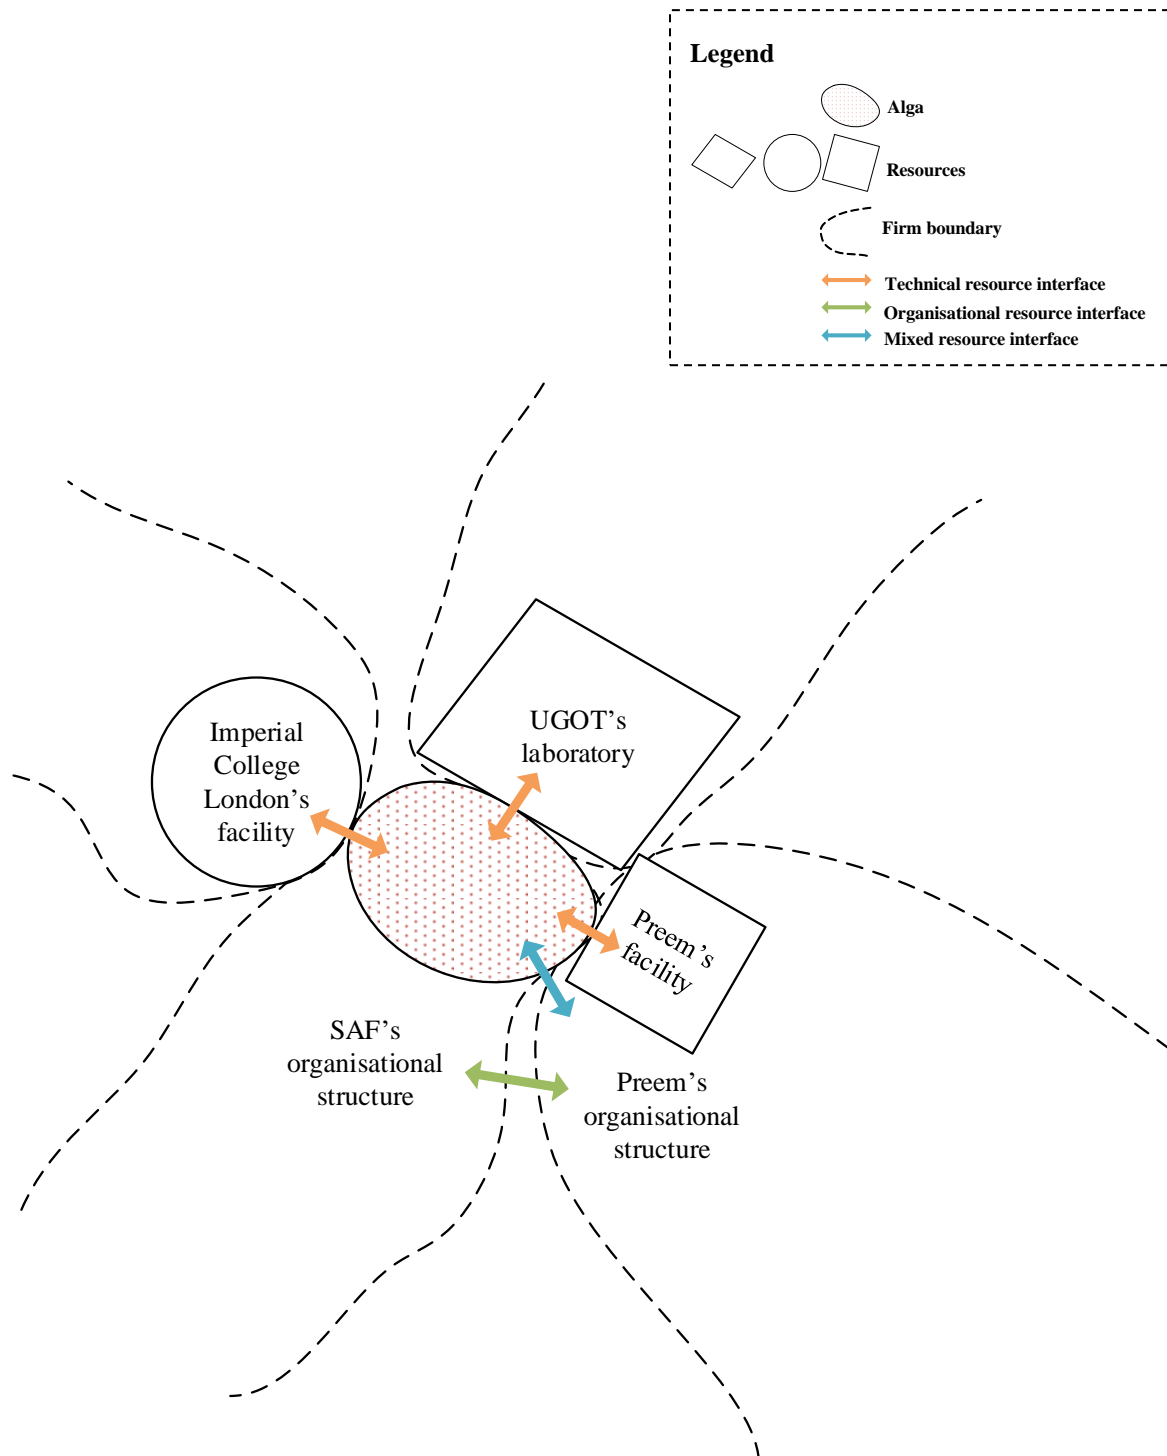 Legend
Alga
Resources
Firm boundary
Technical resource interface
Organisational resource interface
Mixed resource interface
UGOT’s
laboratory
Imperial
College
London’s
facility
Preem’s
facility
SAF’s
organisational
structure
Preem’s
organisational
structure